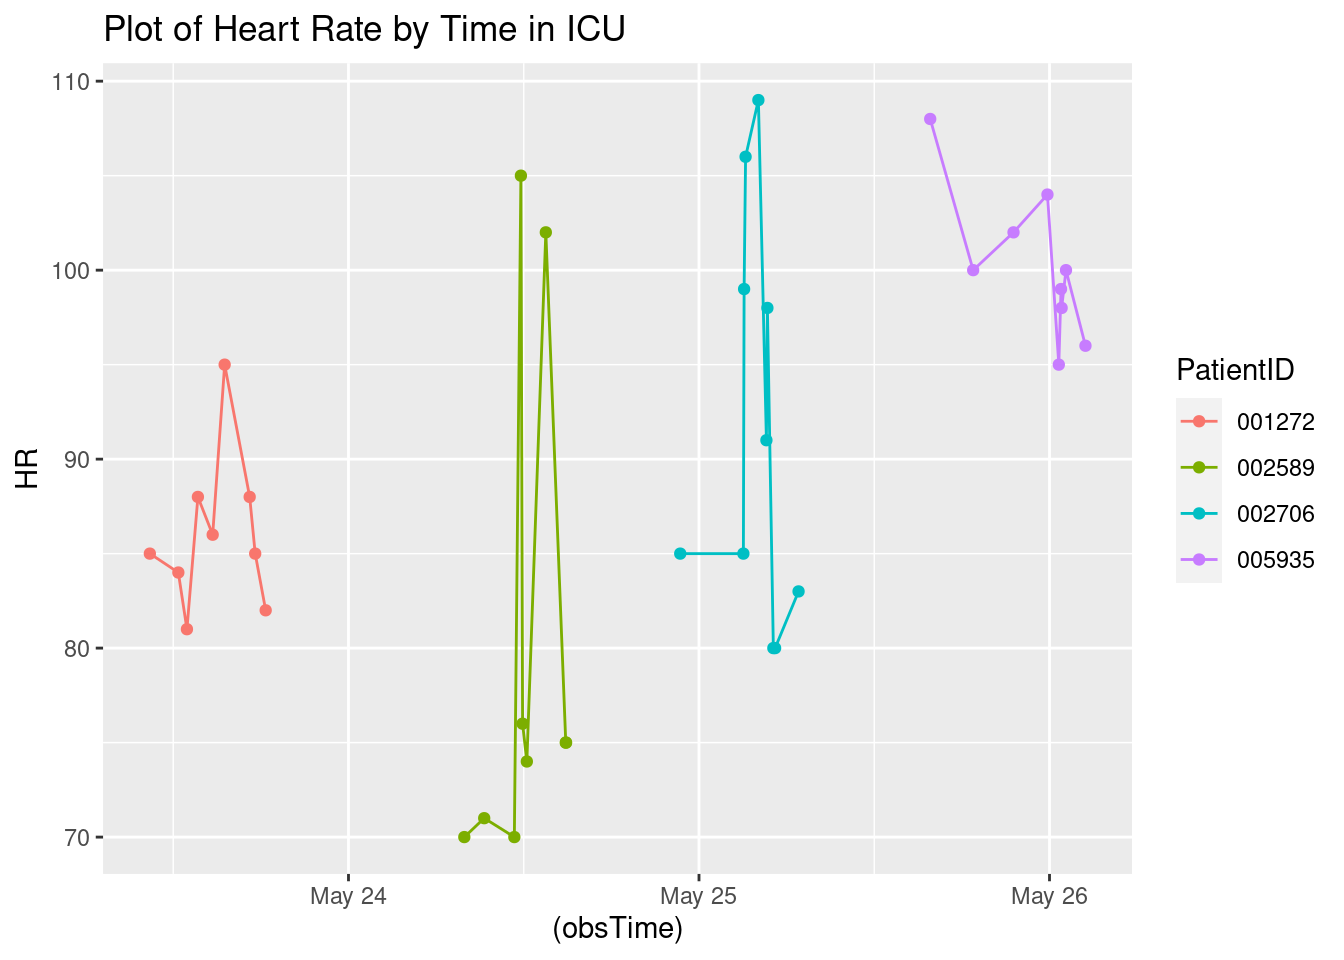 Plot of Heart Rate by Time in ICU
110
100
90
80
70
HR
May 24
May 25
May 26
(obsTime)
PatientID
001272
002589
002706
005935